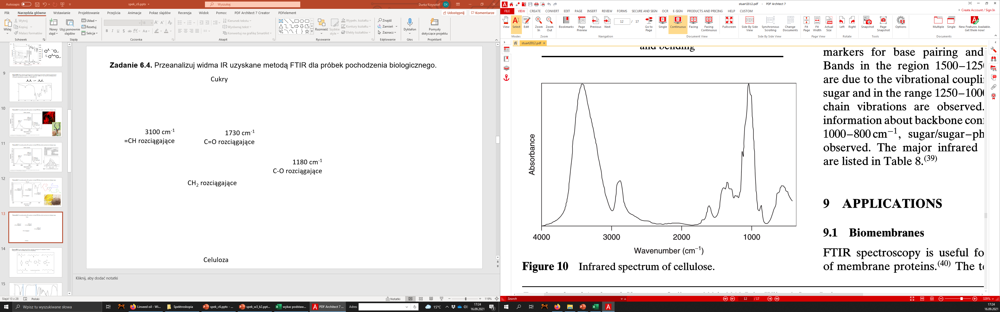 Autozapis
spek_c6.pptx
Wyszukaj
Durka Krzysztof
DK
Plik
Narzędzia główne
Wstawianie
Projektowanie
Przejścia
Animacje
Pokaz slajdów
Recenzja
Widok
Pomoc
PDF Architect 7 Creator
PDFelement
Udostępnij
Komentarze
Wklej
Wytnij
Kopiuj
Malarz formatów
Schowek
Nowy slajd
Użyj ponownie slajdów
Układ
Resetuj
Sekcja
Slajdy
18
Czcionka
Kierunek tekstu
Wyrównaj tekst
Konwertuj na grafikę SmartArt
Akapit
Rozmieść
Szybkie style
Wypełn. kształtu
Kontury kształtu
Efekty kształtów
Rysowanie
Znajdź
Zamień
Zaznacz
Edytowanie
Dyktafon
Głos
Pomysły dotyczące projektu
Projektant
9
10
11
12
13
14
15
Zadanie 6.4. Przeanalizuj widma IR uzyskane metodą FTIR dla próbek pochodzenia biologicznego.
Cukry
3100 cm⁻¹
=CH rozciągające
1730 cm⁻¹
C=O rozciągające
1180 cm⁻¹
C-O rozciągające
CH₂ rozciągające
Celuloza
Kliknij, aby dodać notatki
Slajd 13 z 28
Polski
Notatki
119%
stuart2012.pdf - PDF Architect 7
Create Account / Sign In
FILE
VIEW
CREATE
CONVERT
EDIT
PAGE
INSERT
REVIEW
FORMS
SECURE AND SIGN
OCR
E-SIGN
PRODUCTS AND PRICING
HELP
CUSTOM
View
Select
Edit
Modes
Zoom In
Zoom Out
Zoom
Bookmarks
Page Preview
Previous
Next
12 / 17
Go to Page
Navigation
Single
Continuous
Facing
Facing Continuous
Fullscreen
Document View
Side By Side View
Synchronous Scrolling
Change Documents
Side By Side View
Fit Page
Fit Width
Actual Size
Page View
Left
Right
Rotate
Snapshot
Page Snapshot
Tools
Options
Multiple
Single
New Features Available. Get them now!
Documents
stuart2012.pdf
and bending
Absorbance
4000
3000
2000
1000
Wavenumber (cm⁻¹)
Figure 10 Infrared spectrum of cellulose.
markers for base pairing and
Bands in the region 1500–1250
are due to the vibrational coupli
sugar and in the range 1250–1000
chain vibrations are observed.
information about backbone con
1000–800 cm⁻¹, sugar/sugar–ph
observed. The major infrared
are listed in Table 8.(39)
9 APPLICATIONS
9.1 Biomembranes
FTIR spectroscopy is useful fo
of membrane proteins.(40) The t
Search
12 / 17
329%
Wpisz tu wyszukiwane słowa
Linseed oil - Wi...
Spektroskopia
spek_c6.pptx - ...
spek_w3_k2.ppt...
wykaz podstaw...
PDF Architect 7 ...
Adres
15°C
17:24
16.09.2021
3
17:24
16.09.2021